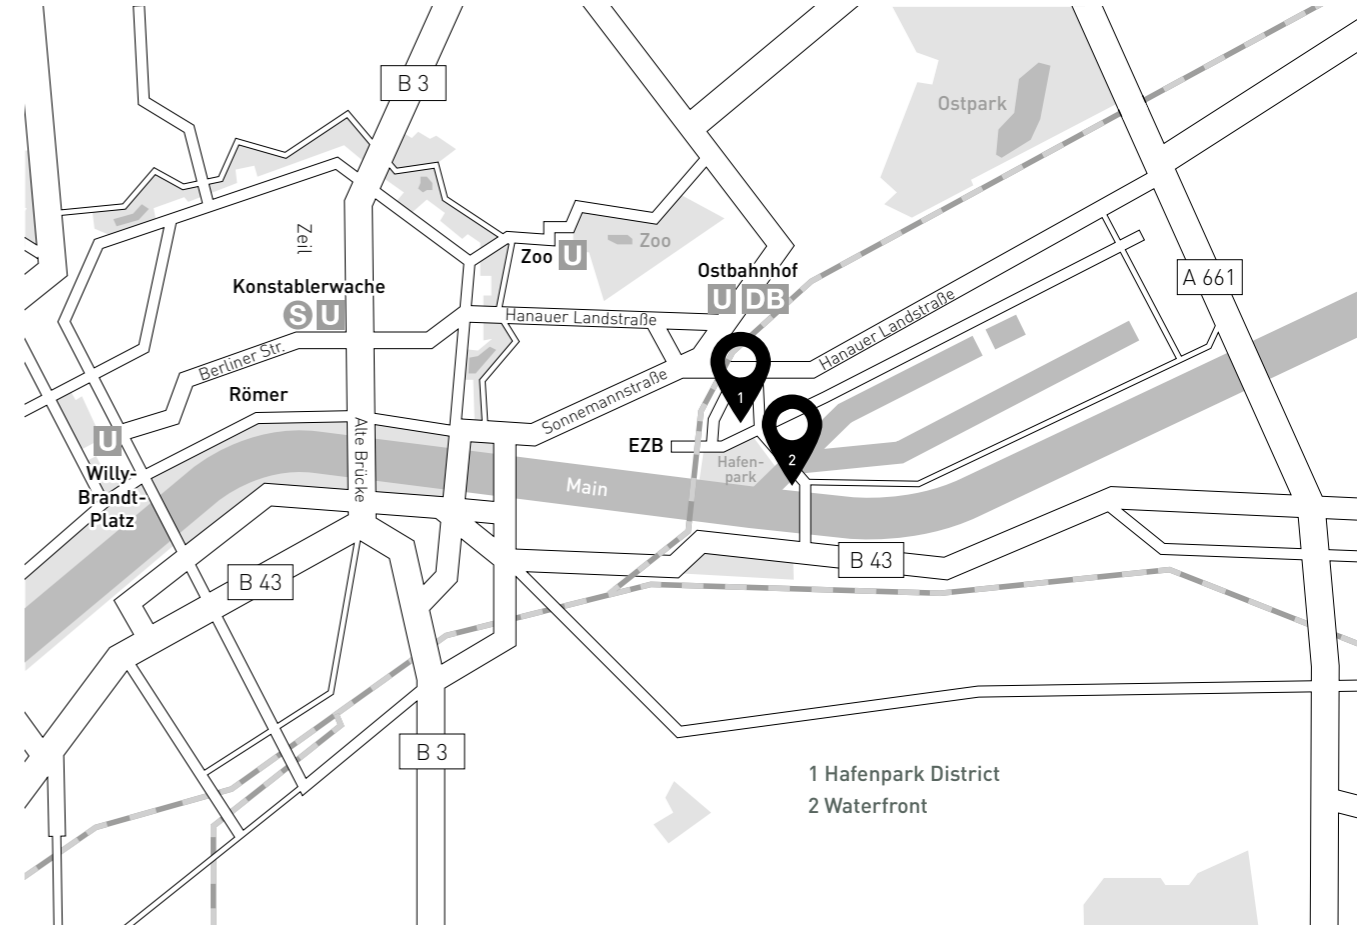 B 3
Ostpark
Zeil
Zoo U
Zoo
Ostbahnhof
U DB
A 661
Konstablerwache
S U
Hanauer Landstraße
Hanauer Landstraße
Berliner Str.
Römer
Sonnemannstraße
1
Alte Brücke
U
Willy-
Brandt-
Platz
EZB
Hafen-
park
2
Main
B 43
B 43
B 3
1 Hafenpark District
2 Waterfront